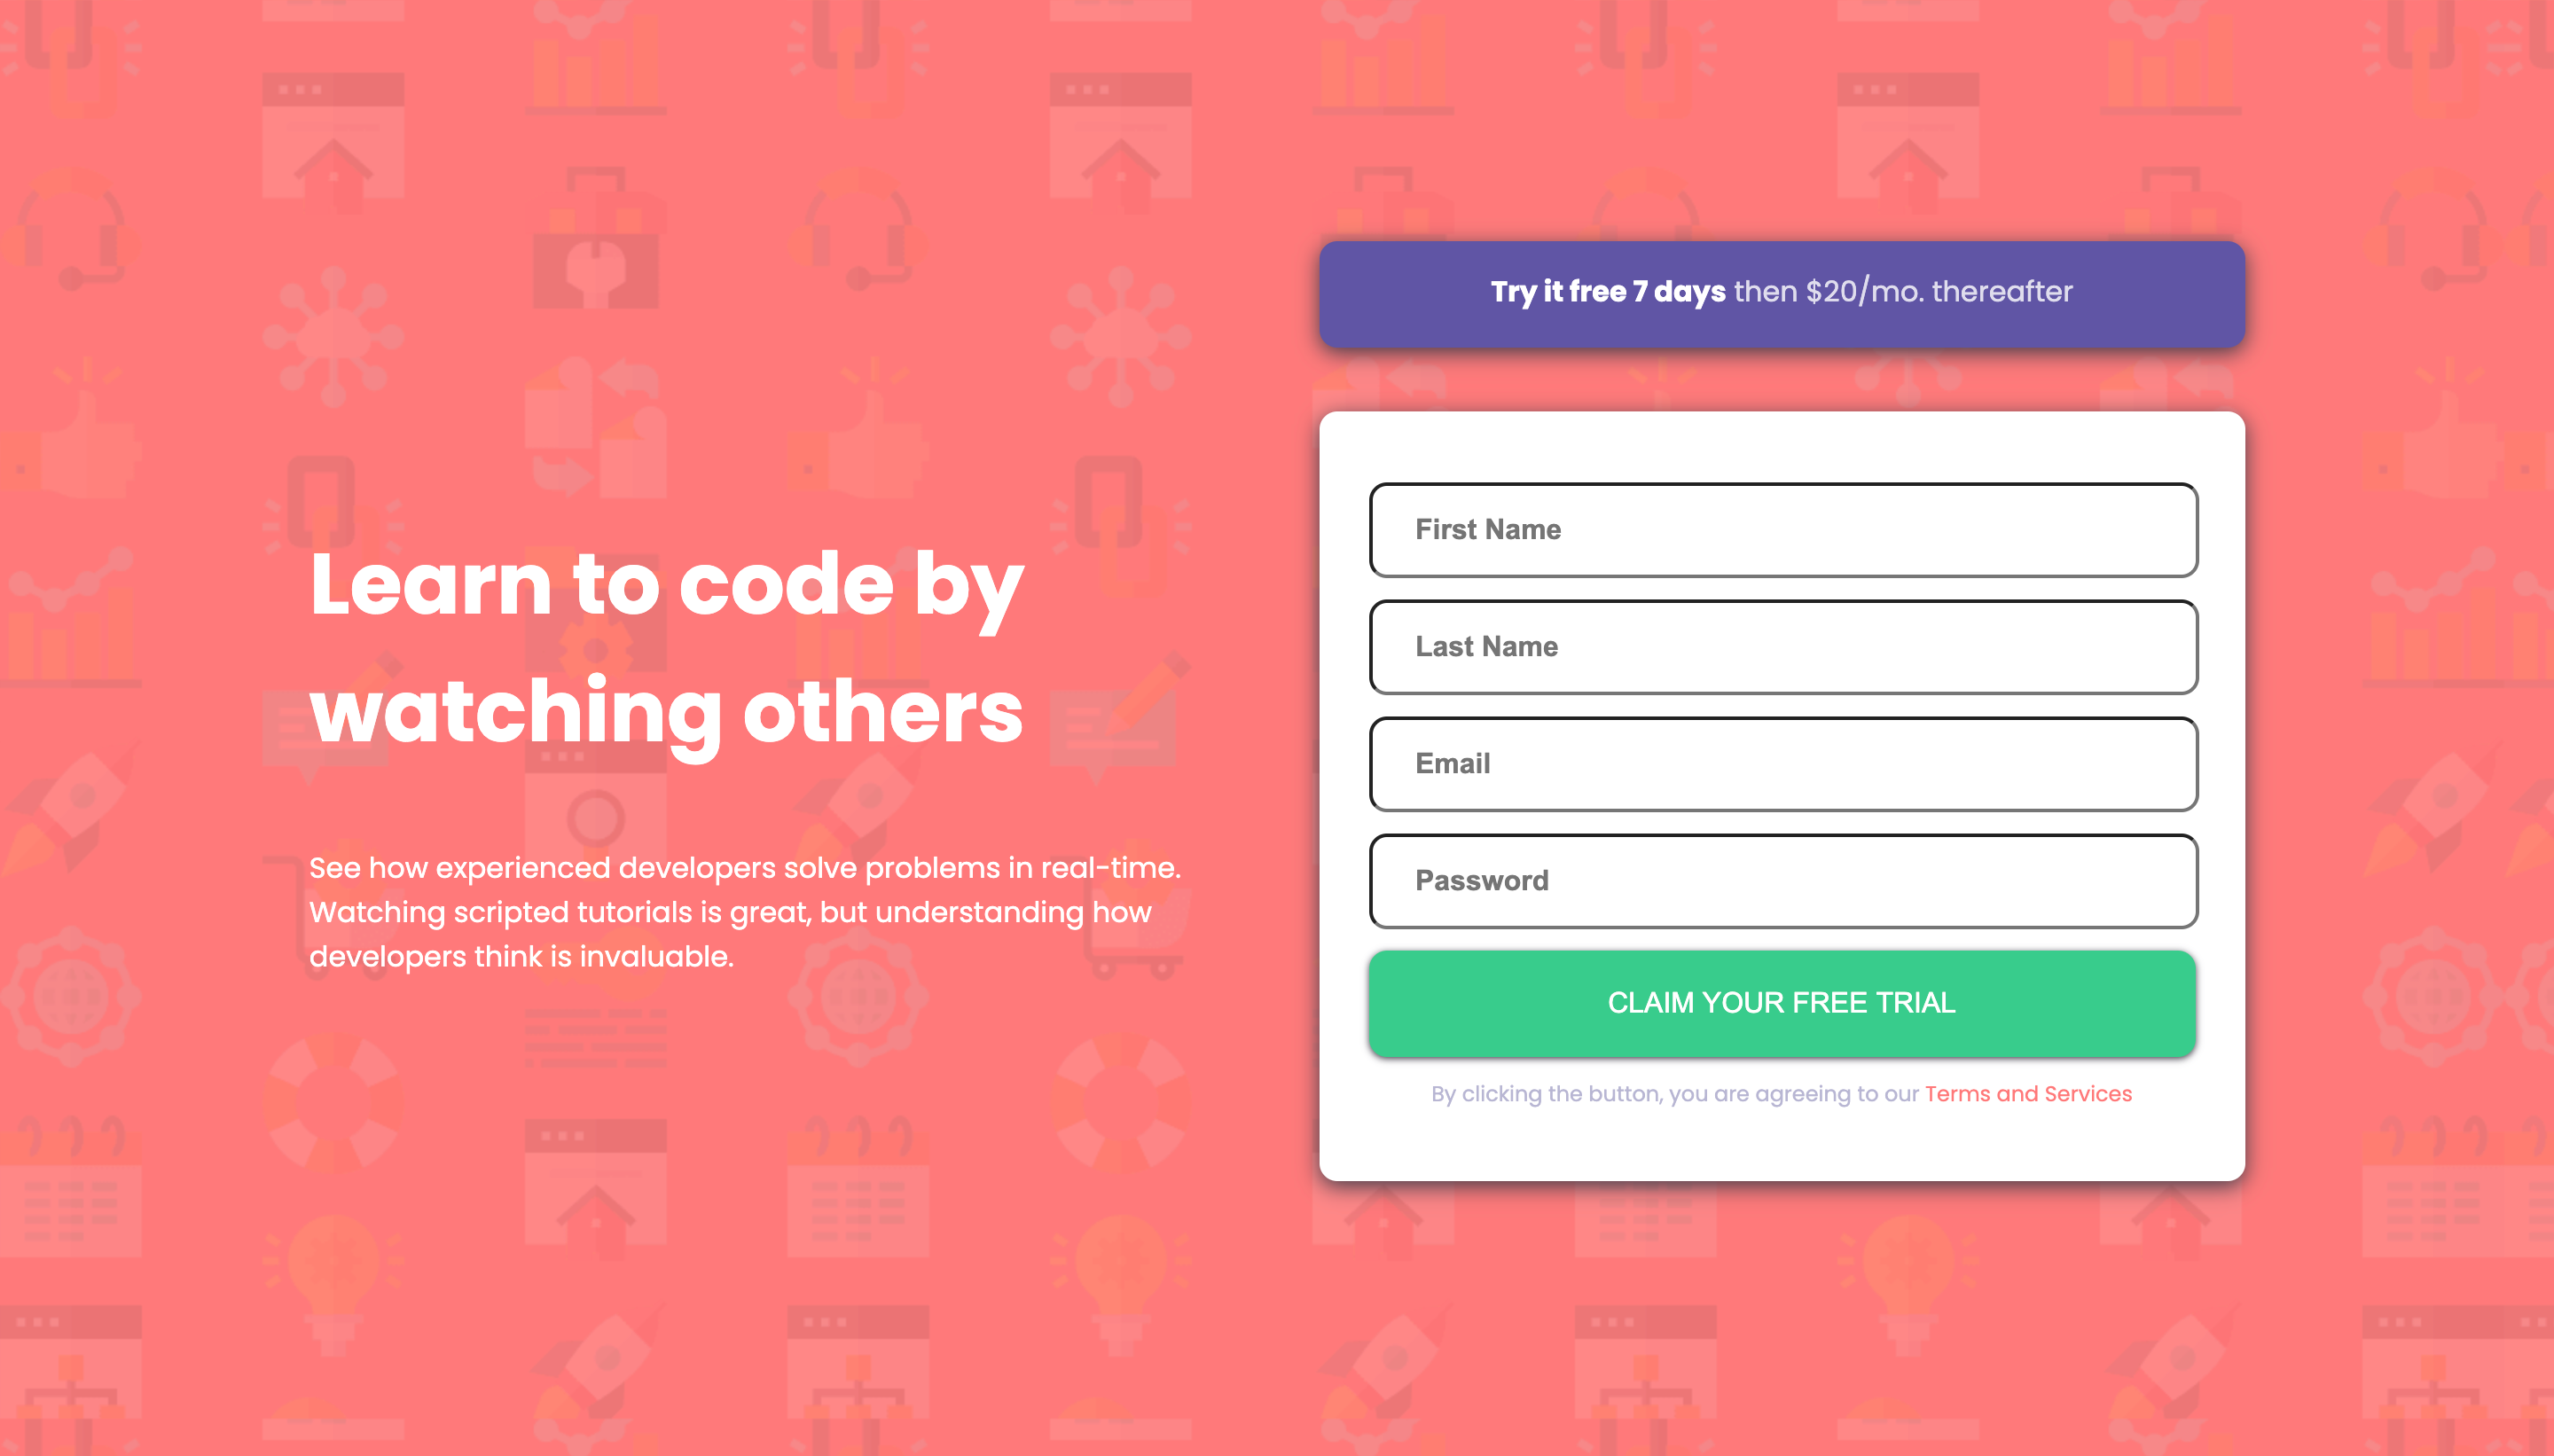 Learn to code by
watching others
See how experienced developers solve problems in real-time.
Watching scripted tutorials is great, but understanding how
developers think is invaluable.
Try it free 7 days then $20/mo. thereafter
First Name
Last Name
Email
Password
CLAIM YOUR FREE TRIAL
By clicking the button, you are agreeing to our Terms and Services